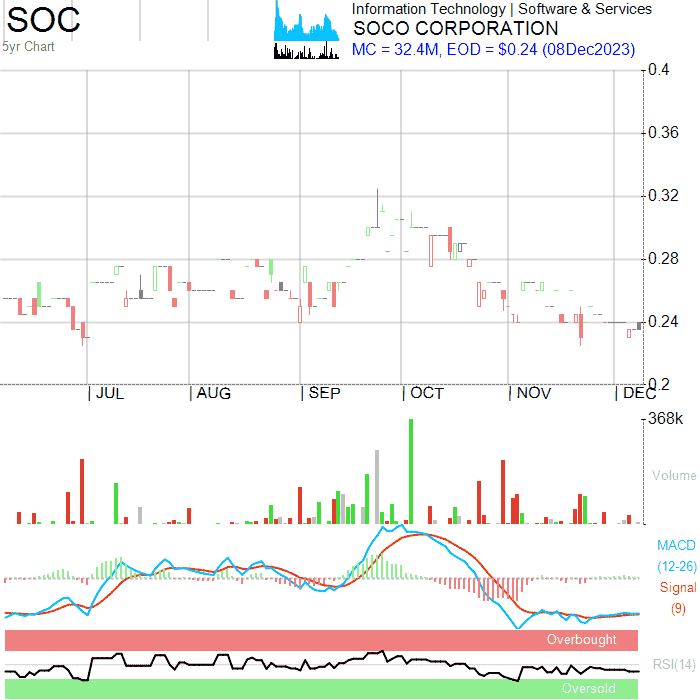 SOC
5yr Chart
Information Technology | Software & Services
SOCO CORPORATION
MC = 32.4M, EOD = $0.24 (08Dec2023)
0.4
0.36
0.32
0.28
0.24
0.2
| JUL | AUG | SEP | OCT | NOV | DEC
368k
Volume
MACD
(12-26)
Signal
(9)
Overbought
RSI(14)
Oversold